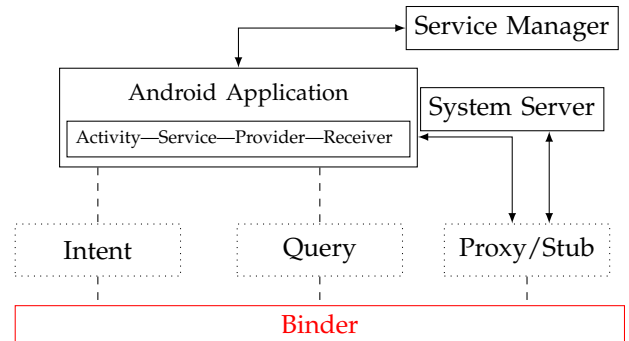 Service Manager
Android Application
System Server
Activity—Service—Provider—Receiver
Intent
Query
Proxy/Stub
Binder